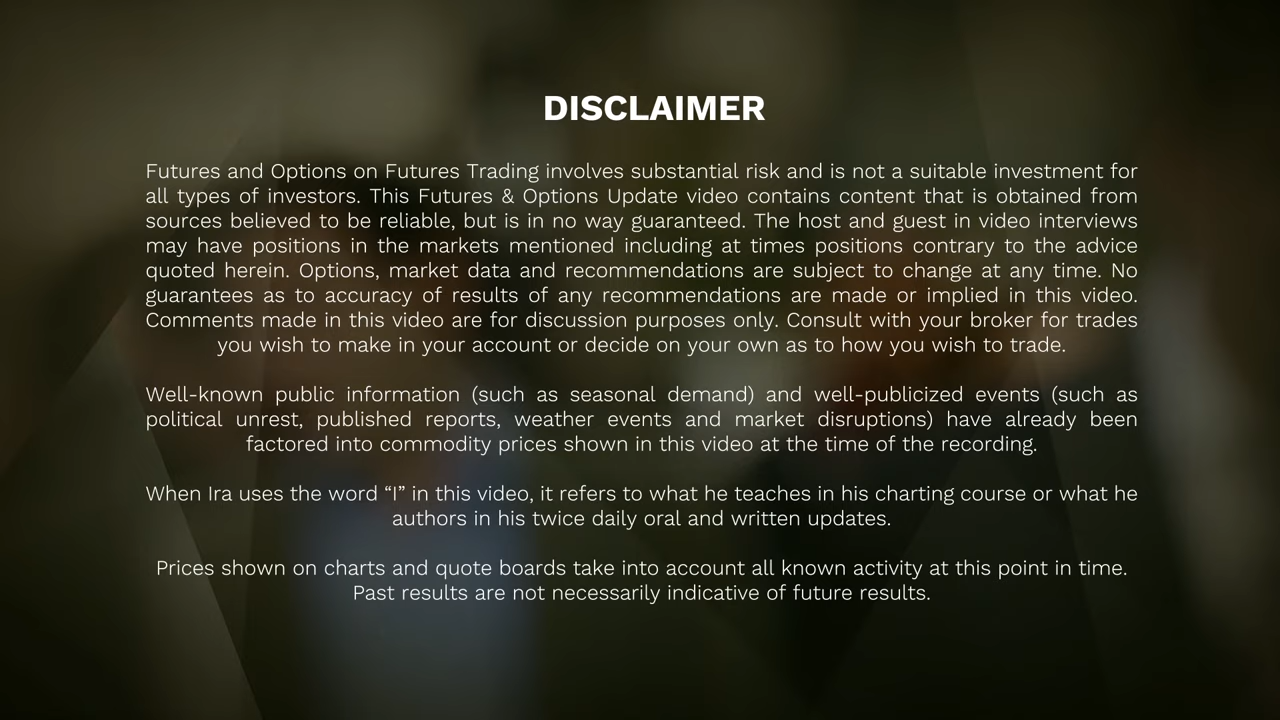 DISCLAIMER
Futures and Options on Futures Trading involves substantial risk and is not a suitable investment for
all types of investors. This Futures & Options Update video contains content that is obtained from
sources believed to be reliable, but is in no way guaranteed. The host and guest in video interviews
may have positions in the markets mentioned including at times positions contrary to the advice
quoted herein. Options, market data and recommendations are subject to change at any time. No
guarantees as to accuracy of results of any recommendations are made or implied in this video.
Comments made in this video are for discussion purposes only. Consult with your broker for trades
you wish to make in your account or decide on your own as to how you wish to trade.
Well-known public information (such as seasonal demand) and well-publicized events (such as
political unrest, published reports, weather events and market disruptions) have already been
factored into commodity prices shown in this video at the time of the recording.
When Ira uses the word “I” in this video, it refers to what he teaches in his charting course or what he
authors in his twice daily oral and written updates.
Prices shown on charts and quote boards take into account all known activity at this point in time.
Past results are not necessarily indicative of future results.